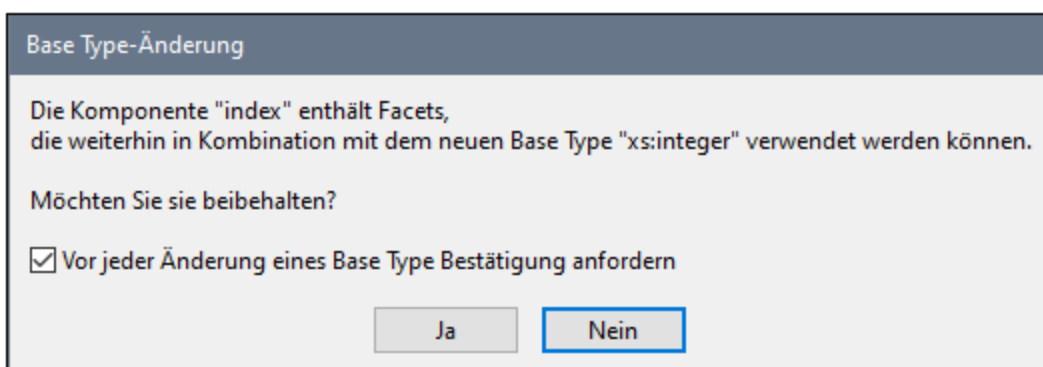 Base Type-Änderung
Die Komponente "index" enthält Facets,
die weiterhin in Kombination mit dem neuen Base Type "xs:integer" verwendet werden können.
Möchten Sie sie beibehalten?
Vor jeder Änderung eines Base Type Bestätigung anfordern
Ja
Nein